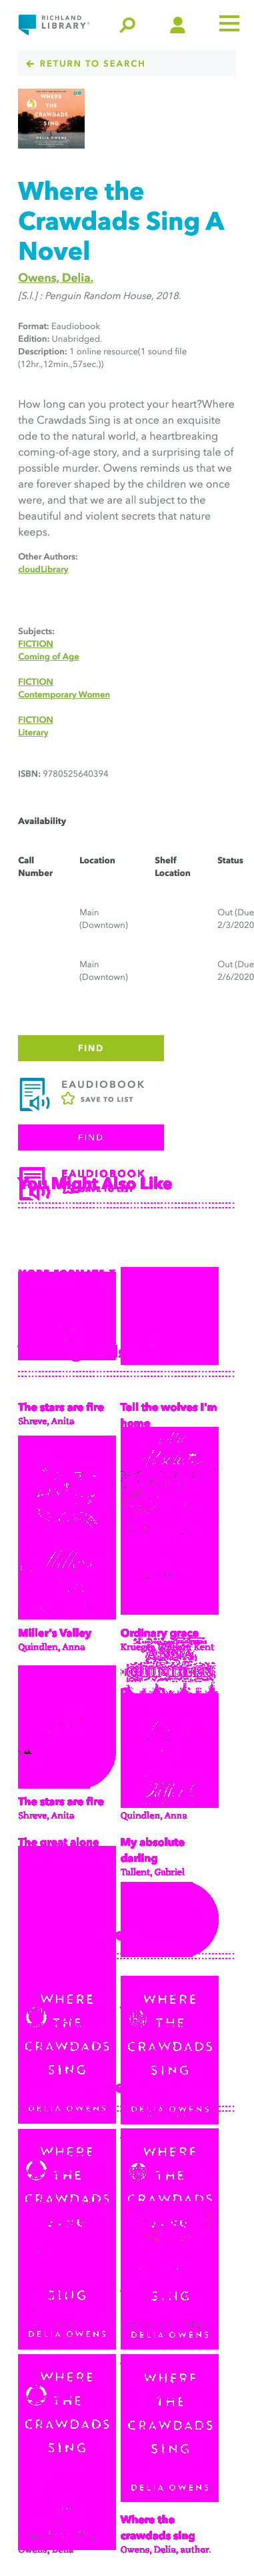 RICHLAND
LIBRARY
RETURN TO SEARCH
WHERE
THE
CRAWDADS
SING
DELIA OWENS
Where the
Crawdads Sing A
Novel
Owens, Delia.
[S.l.] : Penguin Random House, 2018.
Format: Eaudiobook
Edition: Unabridged.
Description: 1 online resource(1 sound file
(12hr.,12min.,57sec.))
How long can you protect your heart?Where
the Crawdads Sing is at once an exquisite
ode to the natural world, a heartbreaking
coming-of-age story, and a surprising tale of
possible murder. Owens reminds us that we
are forever shaped by the children we once
were, and that we are all subject to the
beautiful and violent secrets that nature
keeps.
Other Authors:
cloudLibrary
Subjects:
FICTION
Coming of Age
FICTION
Contemporary Women
FICTION
Literary
ISBN: 9780525640394
Availability
Call Number Location Shelf Location Status
Main (Downtown) Out (Due 2/3/2020
Main (Downtown) Out (Due 2/6/2020
FIND
EAUDIOBOOK
SAVE TO LIST
FIND
EAUDIOBOOK
SAVE TO LIST
You Might Also Like
The stars are fire
Shreve, Anita
Tell the wolves I'm
home
Miller's Valley
Quindlen, Anna
Ordinary grace
Krueger, William Kent
ANNA
QUINDLEN
The stars are fire
Shreve, Anita
Quindlen, Anna
The great alone
My absolute
darling
Tallent, Gabriel
WHERE
THE
CRAWDADS
SING
DELIA OWENS
WHERE
THE
CRAWDADS
SING
DELIA OWENS
WHERE
THE
CRAWDADS
SING
DELIA OWENS
WHERE
THE
CRAWDADS
SING
DELIA OWENS
WHERE
THE
CRAWDADS
SING
WHERE
THE
CRAWDADS
SING
DELIA OWENS
Where the
crawdads sing
Owens, Delia
Owens, Delia, author.